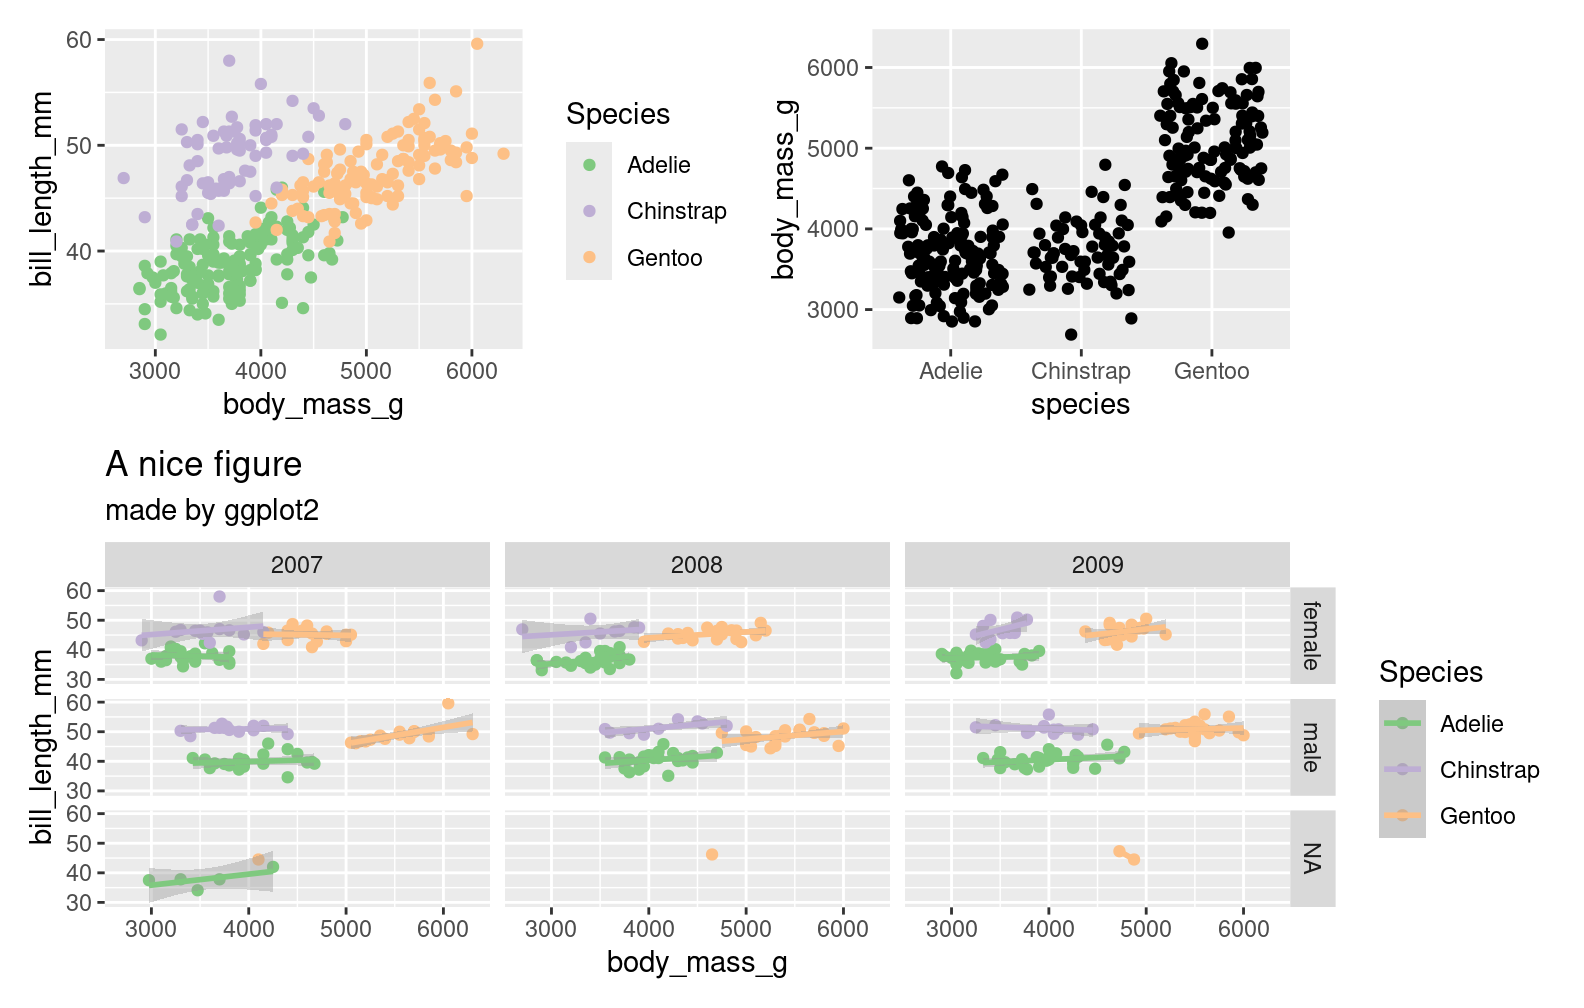 60
50
40
bill_length_mm
3000 4000 5000 6000
body_mass_g
Species
Adelie
Chinstrap
Gentoo
6000
5000
4000
3000
body_mass_g
Adelie Chinstrap Gentoo
species
A nice figure
made by ggplot2
2007 2008 2009
60
50
40
30
female
60
50
40
30
male
60
50
40
30
NA
bill_length_mm
3000 4000 5000 6000 3000 4000 5000 6000 3000 4000 5000 6000
body_mass_g
Species
Adelie
Chinstrap
Gentoo